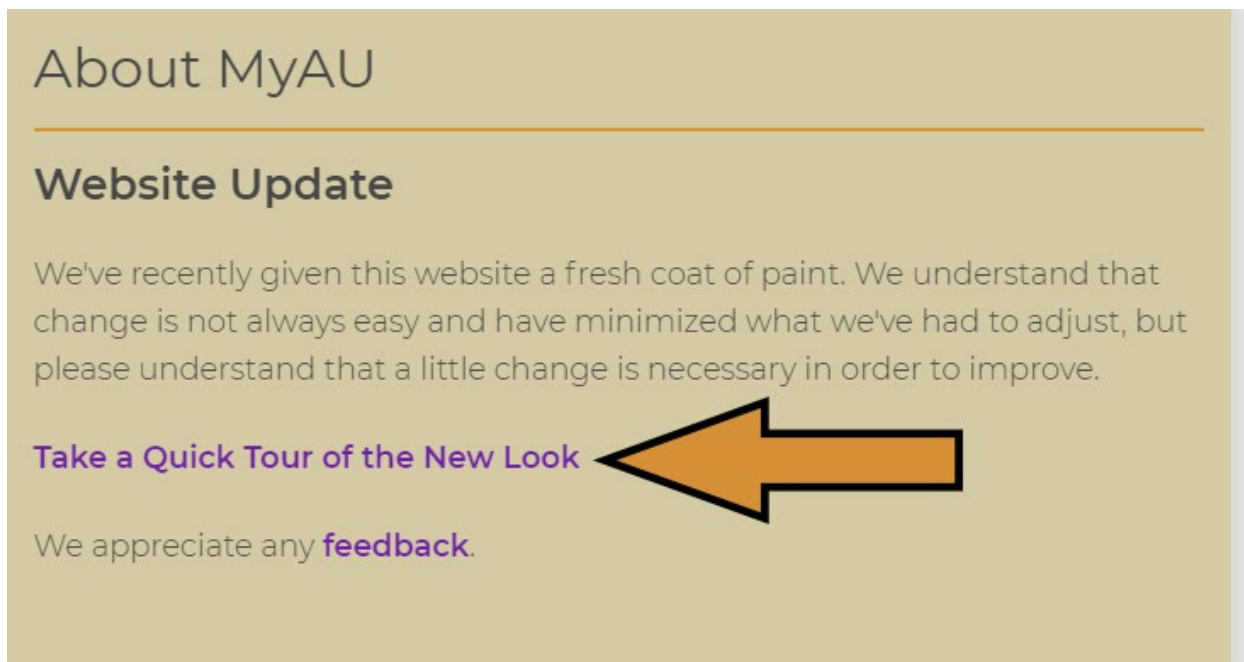 About MyAU
Website Update
We've recently given this website a fresh coat of paint. We understand that
change is not always easy and have minimized what we've had to adjust, but
please understand that a little change is necessary in order to improve.
Take a Quick Tour of the New Look
We appreciate any feedback.